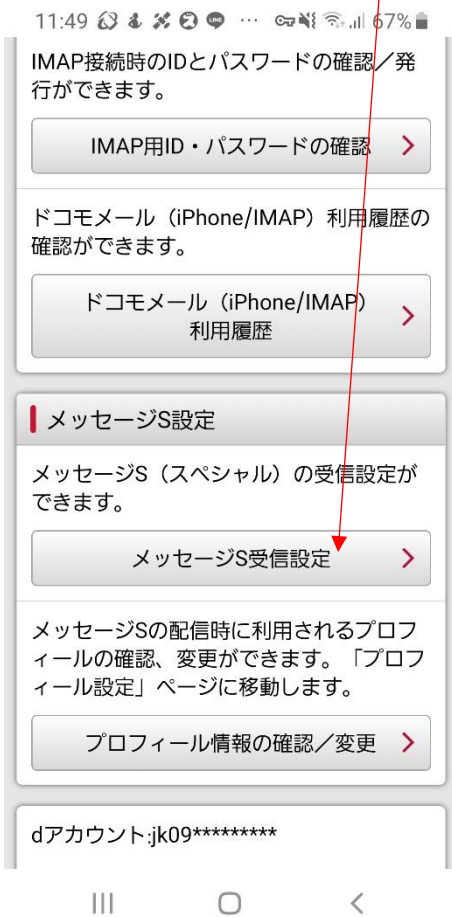 11:49 … 67%
IMAP接続時のIDとパスワードの確認／発
行ができます。
IMAP用ID・パスワードの確認
ドコモメール（iPhone/IMAP）利用履歴の
確認ができます。
ドコモメール（iPhone/IMAP）
利用履歴
メッセージS設定
メッセージS（スペシャル）の受信設定が
できます。
メッセージS受信設定
メッセージSの配信時に利用されるプロフ
ィールの確認、変更ができます。「プロフ
ィール設定」ページに移動します。
プロフィール情報の確認／変更
dアカウント:jk09*********